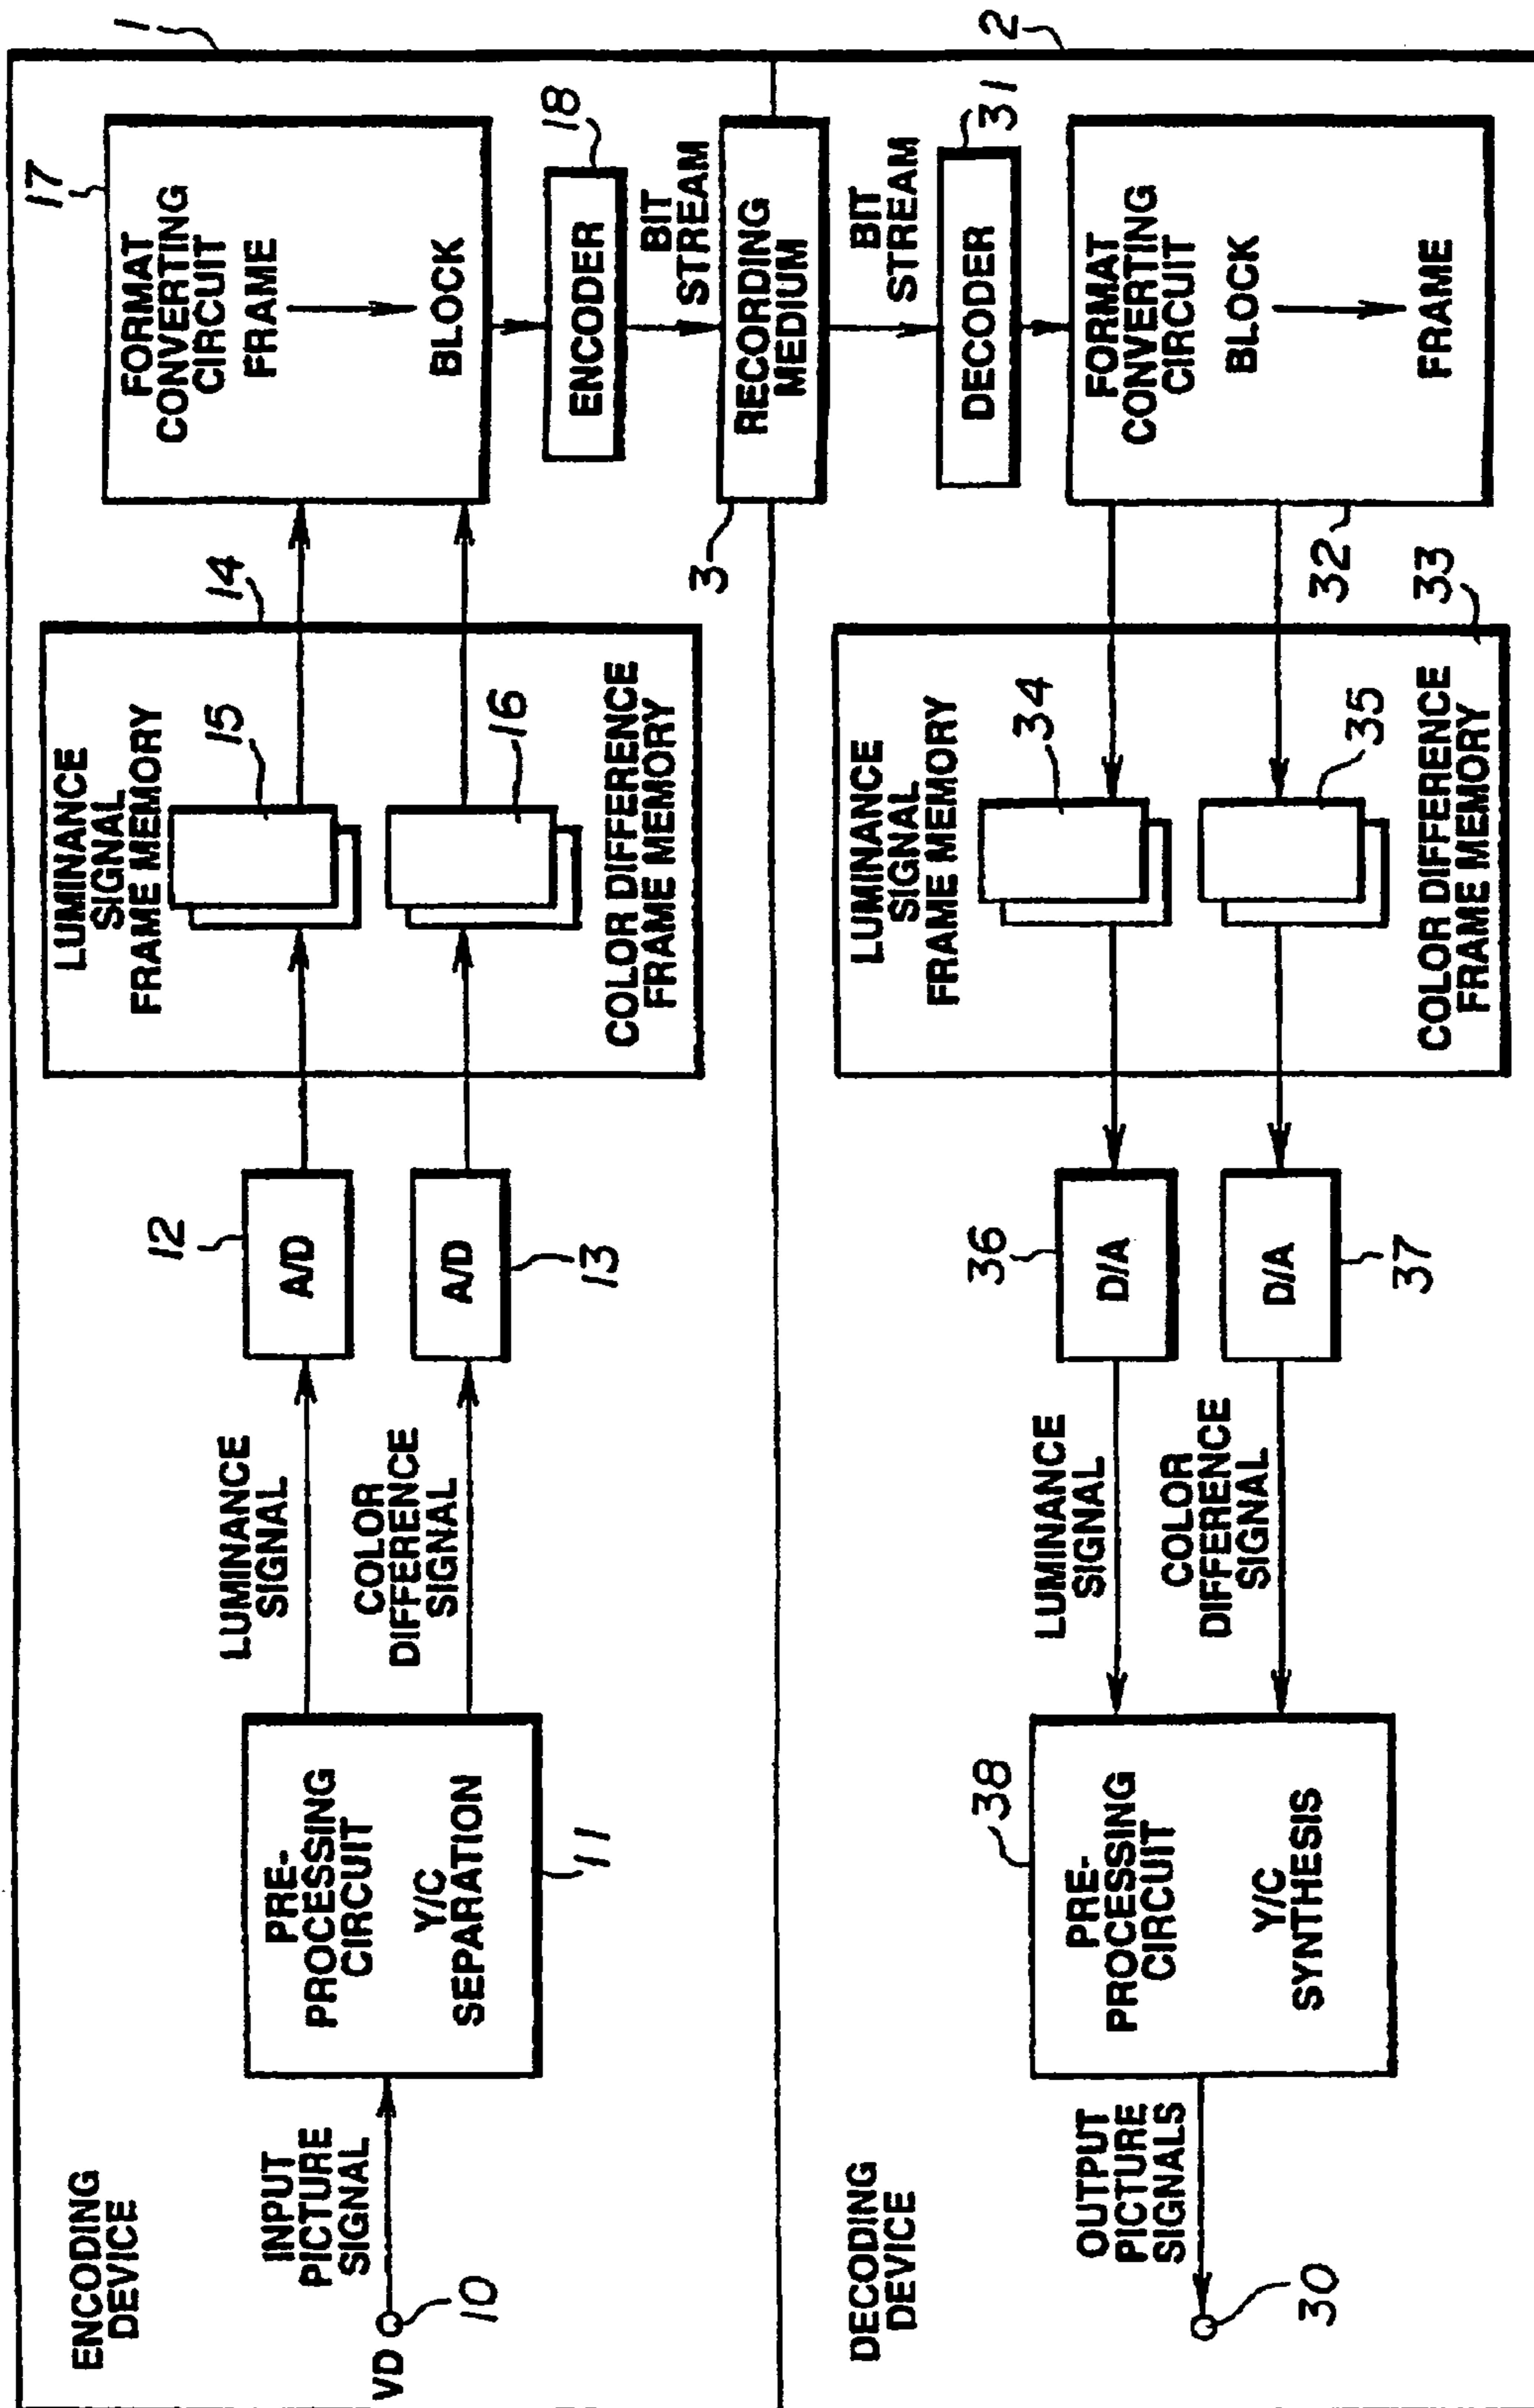 ENCODING
DEVICE
1
VD
10
INPUT
PICTURE
SIGNAL
PRE-
PROCESSING
CIRCUIT
Y/C
SEPARATION
11
LUMINANCE
SIGNAL
COLOR
DIFFERENCE
SIGNAL
12
A/D
A/D
13
LUMINANCE
SIGNAL
FRAME MEMORY
14
15
16
COLOR DIFFERENCE
FRAME MEMORY
17
FORMAT
CONVERTING
CIRCUIT
FRAME
BLOCK
18
ENCODER
BIT
STREAM
RECORDING
MEDIUM
3
DECODING
DEVICE
2
BIT
STREAM
DECODER
31
FORMAT
CONVERTING
CIRCUIT
BLOCK
FRAME
32
33
LUMINANCE
SIGNAL
FRAME MEMORY
34
35
COLOR DIFFERENCE
FRAME MEMORY
36
D/A
D/A
37
LUMINANCE
SIGNAL
COLOR
DIFFERENCE
SIGNAL
38
PRE-
PROCESSING
CIRCUIT
Y/C
SYNTHESIS
OUTPUT
PICTURE
SIGNALS
30